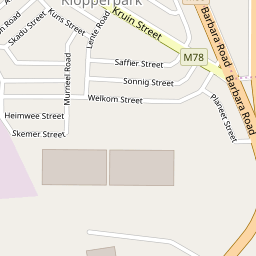 Klopperpark
Kruin Street
Kuns Street
Skadu Street
Lente Road
Barbara Road
M78
Saffier Street
Sonnig Street
Welkom Street
Murneel Road
Heimwee Street
Skemer Street
Planeet Street
Barbara Road